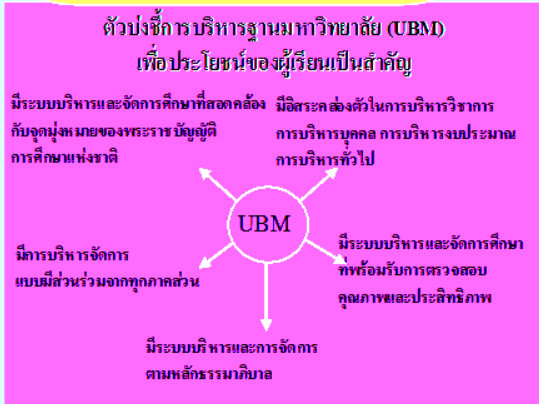 ตัวบ่งชี้การบริหารฐานมหาวิทยาลัย (UBM)
เพื่อประโยชน์ของผู้เรียนเป็นสำคัญ
มีระบบบริหารและจัดการศึกษาที่สอดคล้อง
กับจุดมุ่งหมายของพระราชบัญญัติ
การศึกษาแห่งชาติ
มีอิสระคล่องตัวในการบริหารวิชาการ
การบริหารบุคคล การบริหารงบประมาณ
การบริหารทั่วไป
UBM
มีการบริหารจัดการ
แบบมีส่วนร่วมจากทุกภาคส่วน
มีระบบบริหารและจัดการศึกษา
ที่พร้อมรับการตรวจสอบ
คุณภาพและประสิทธิภาพ
มีระบบบริหารและการจัดการ
ตามหลักธรรมาภิบาล